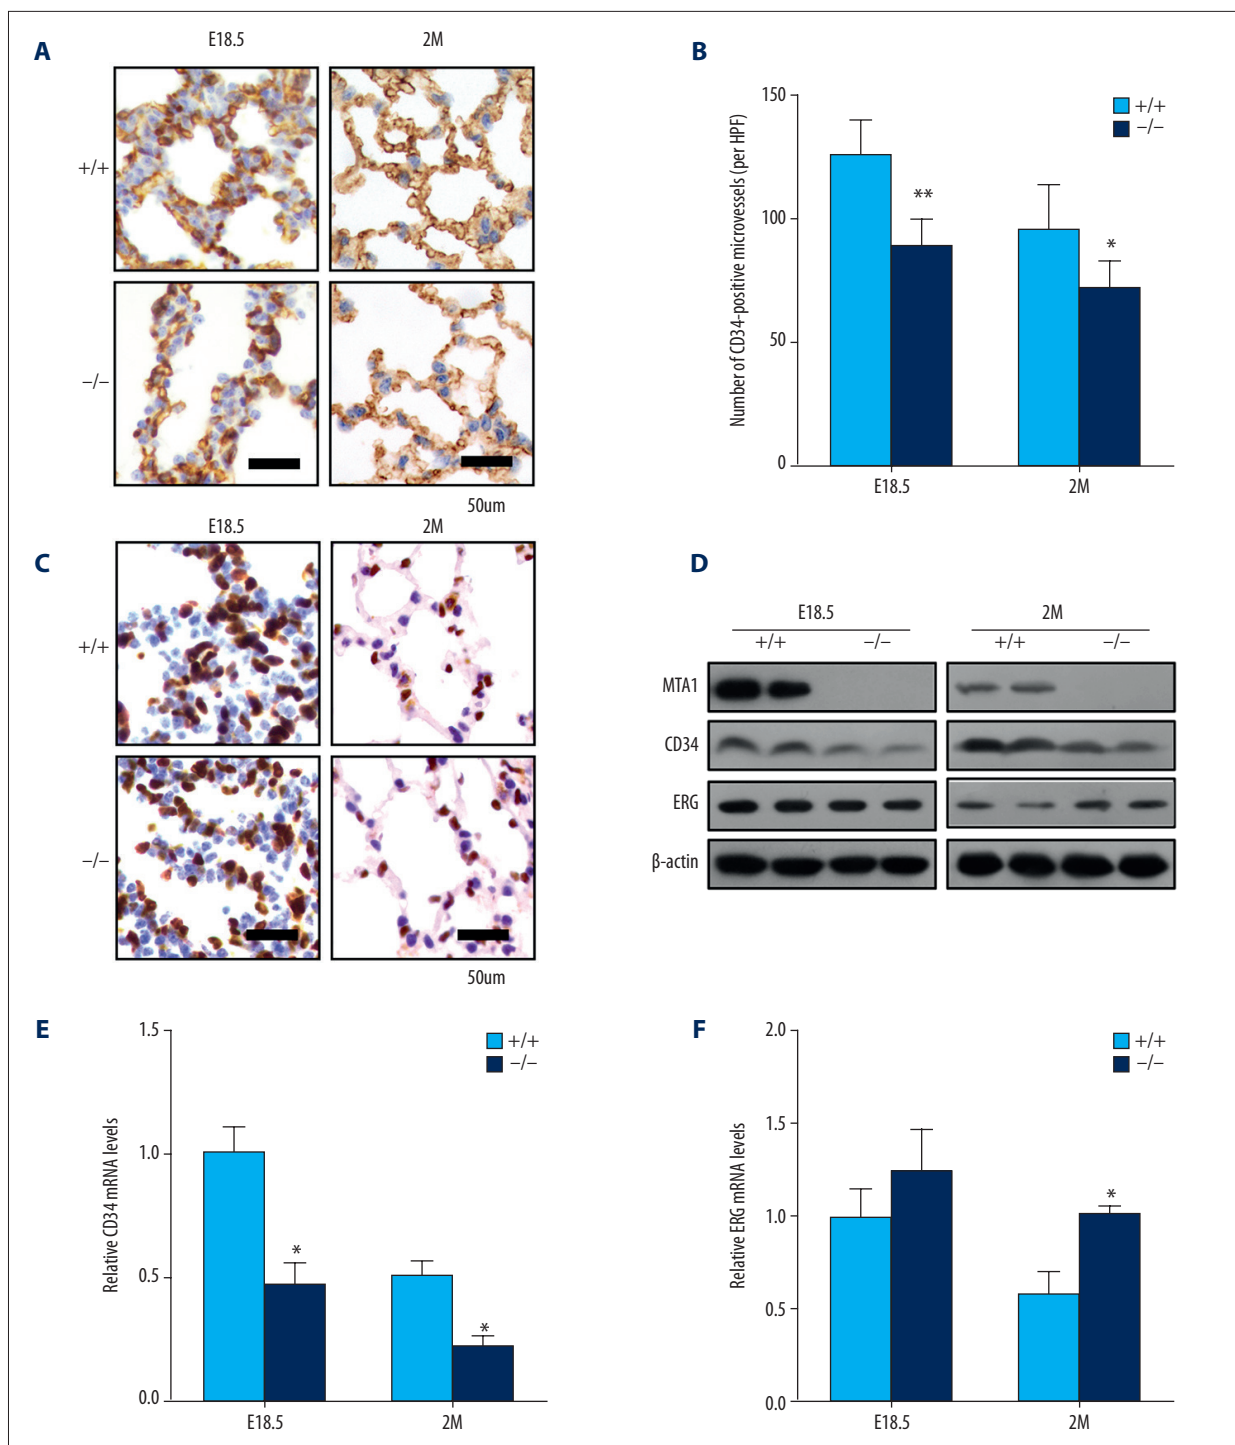 A
E18.5
2M
+/+
−/−
50um
B
Number of CD34-positive microvessels (per HPF)
150
100
50
0
+/+
−/−
**
*
E18.5
2M
C
E18.5
2M
+/+
−/−
50um
D
E18.5
2M
+/+
−/−
+/+
−/−
MTA1
CD34
ERG
β-actin
E
Relative CD34 mRNA levels
1.5
1.0
0.5
0.0
+/+
−/−
*
*
E18.5
2M
F
Relative ERG mRNA levels
2.0
1.5
1.0
0.5
0.0
+/+
−/−
*
E18.5
2M